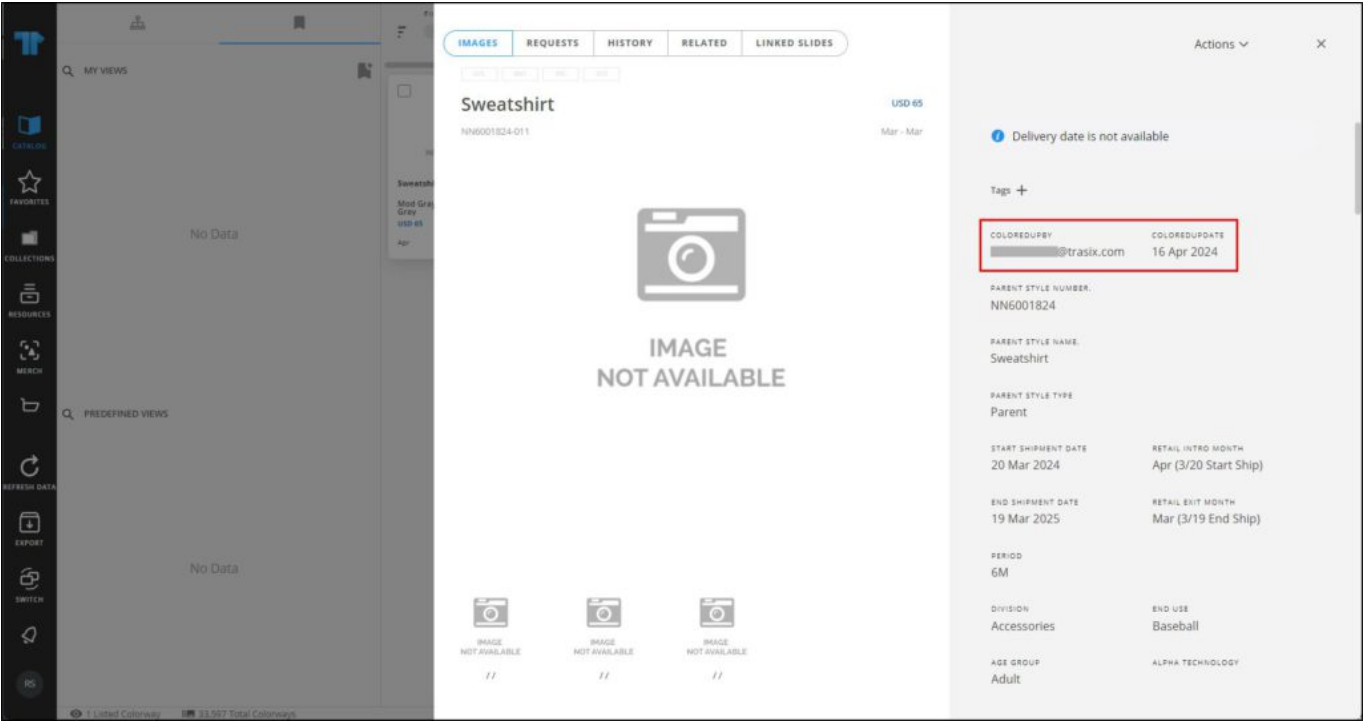 MY VIEWS
No Data
PREDEFINED VIEWS
No Data
CATALOG
FAVORITES
COLLECTIONS
RESOURCES
MERCH
REFRESH DATA
EXPORT
SWITCH
RS
1 Listed Colorway 33,597 Total Colorways
Mod Gray
Grey
USD 65
Apr
IMAGES REQUESTS HISTORY RELATED LINKED SLIDES
Sweatshirt USD 65
NN6001824-011 Mar - Mar
IMAGE
NOT AVAILABLE
IMAGE IMAGE IMAGE
NOT AVAILABLE NOT AVAILABLE NOT AVAILABLE
// // //
Actions
Delivery date is not available
Tags +
COLOREDUPBY COLOREDUPDATE
@trasix.com 16 Apr 2024
PARENT STYLE NUMBER.
NN6001824
PARENT STYLE NAME.
Sweatshirt
PARENT STYLE TYPE
Parent
START SHIPMENT DATE RETAIL INTRO MONTH
20 Mar 2024 Apr (3/20 Start Ship)
END SHIPMENT DATE RETAIL EXIT MONTH
19 Mar 2025 Mar (3/19 End Ship)
PERIOD
6M
DIVISION END USE
Accessories Baseball
AGE GROUP ALPHA TECHNOLOGY
Adult